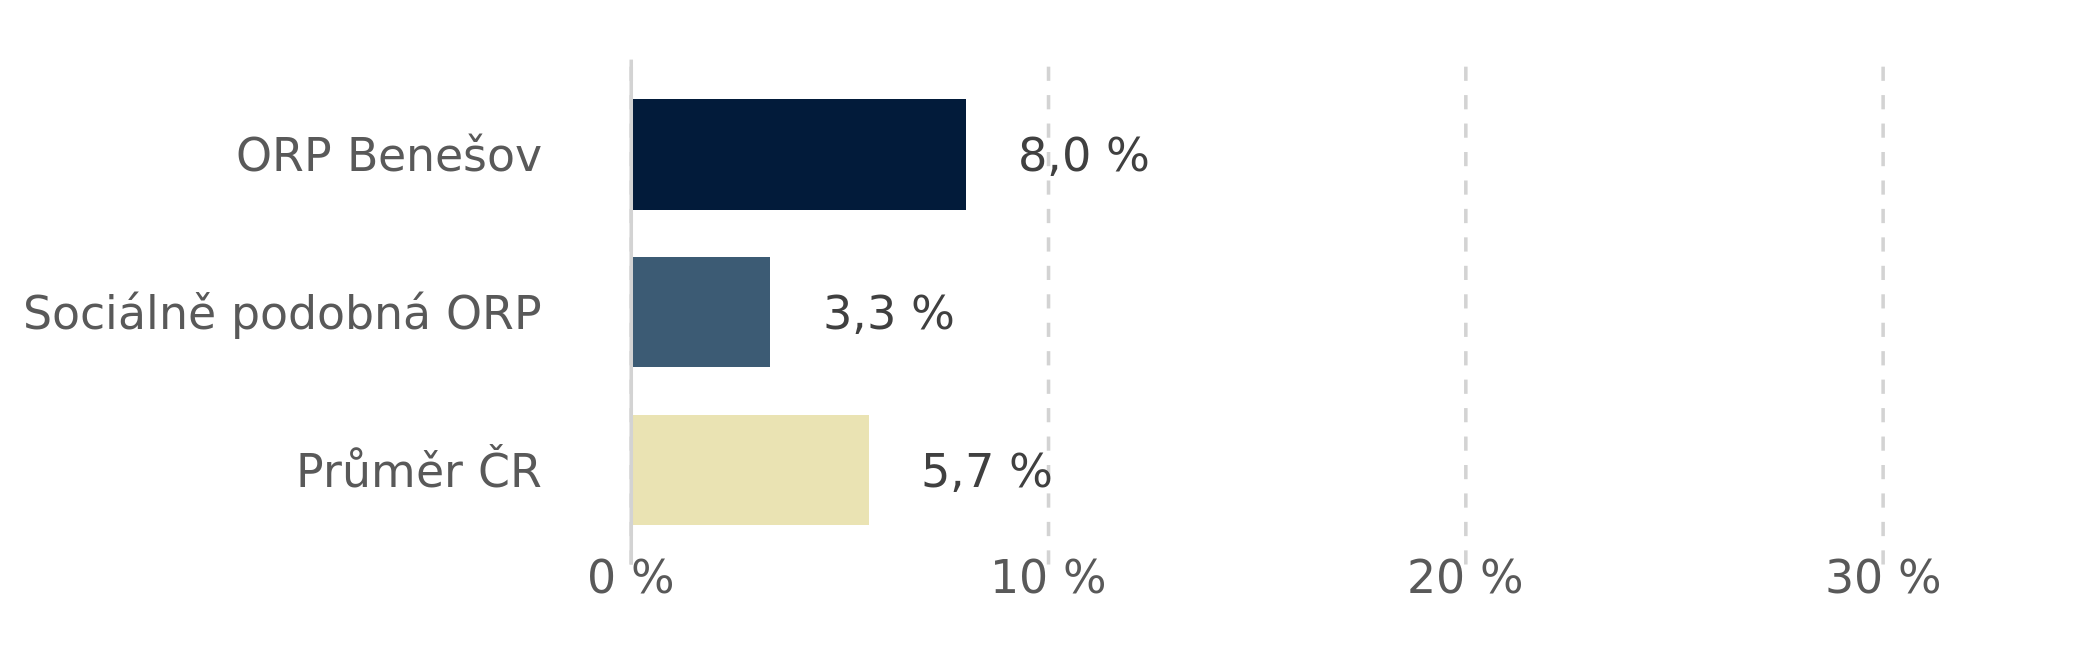 ORP Benešov 8,0 %
Sociálně podobná ORP 3,3 %
Průměr ČR 5,7 %
0 % 10 % 20 % 30 %